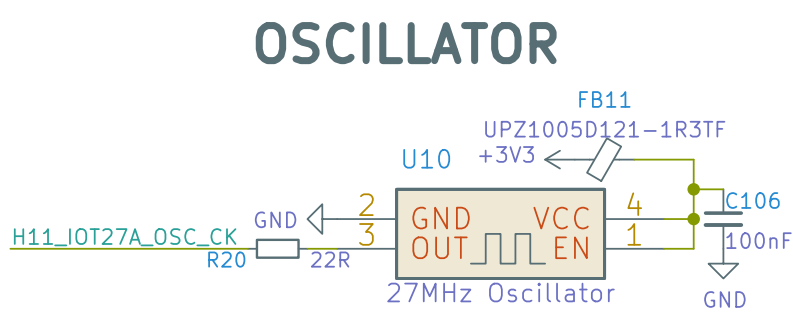 OSCILLATOR
FB11
UPZ1005D121-1R3TF
U10
+3V3
2
4
C106
GND
GND
VCC
H11_IOT27A_OSC_CK
3
OUT
EN
1
100nF
R20
22R
27MHz Oscillator
GND